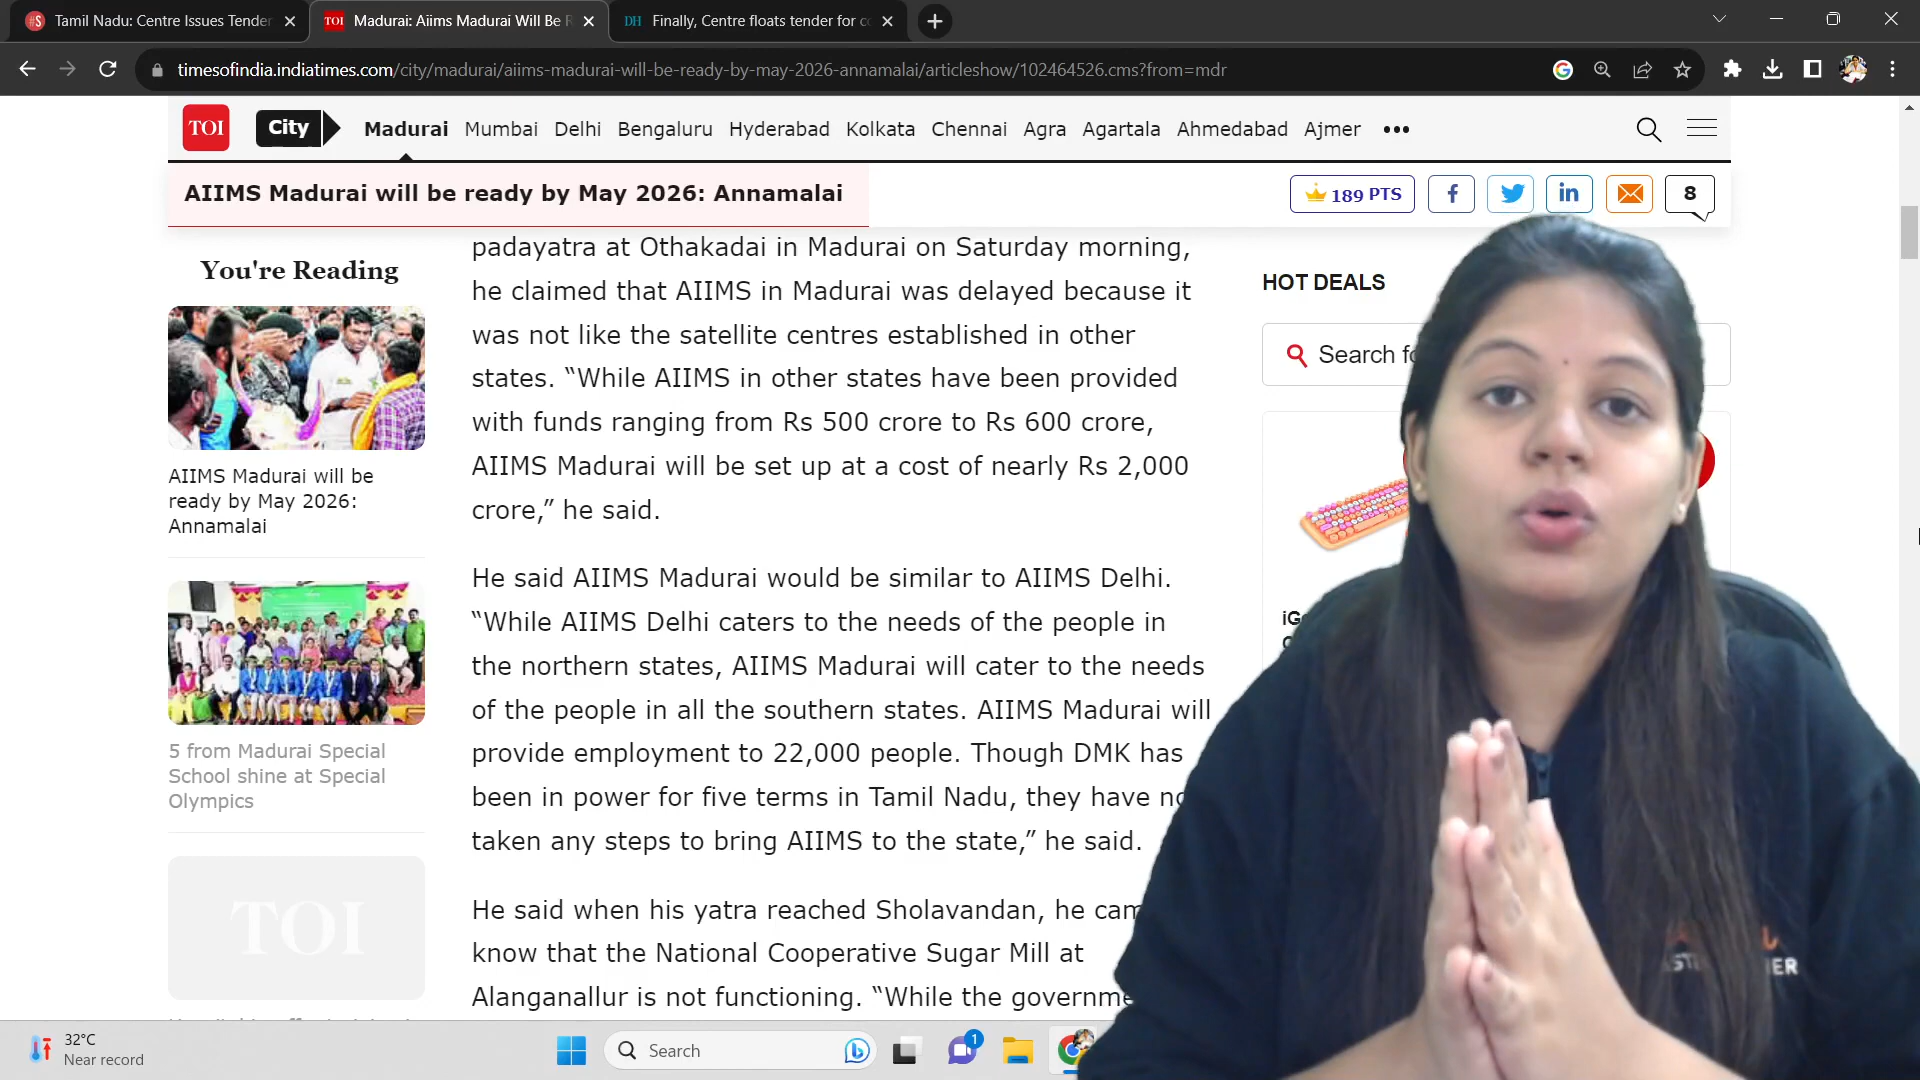 Tamil Nadu: Centre Issues Tender
TOI Madurai: Aiims Madurai Will Be R
DH Finally, Centre floats tender for co
timesofindia.indiatimes.com/city/madurai/aiims-madurai-will-be-ready-by-may-2026-annamalai/articleshow/102464526.cms?from=mdr
TOI City Madurai Mumbai Delhi Bengaluru Hyderabad Kolkata Chennai Agra Agartala Ahmedabad Ajmer
AIIMS Madurai will be ready by May 2026: Annamalai
189 PTS
8
You're Reading
AIIMS Madurai will be
ready by May 2026:
Annamalai
5 from Madurai Special
School shine at Special
Olympics
TOI
padayatra at Othakadai in Madurai on Saturday morning,
he claimed that AIIMS in Madurai was delayed because it
was not like the satellite centres established in other
states. “While AIIMS in other states have been provided
with funds ranging from Rs 500 crore to Rs 600 crore,
AIIMS Madurai will be set up at a cost of nearly Rs 2,000
crore,” he said.
He said AIIMS Madurai would be similar to AIIMS Delhi.
“While AIIMS Delhi caters to the needs of the people in
the northern states, AIIMS Madurai will cater to the needs
of the people in all the southern states. AIIMS Madurai will
provide employment to 22,000 people. Though DMK has
been in power for five terms in Tamil Nadu, they have no
taken any steps to bring AIIMS to the state,” he said.
He said when his yatra reached Sholavandan, he cam
know that the National Cooperative Sugar Mill at
Alanganallur is not functioning. “While the governme
HOT DEALS
Search fo
iG
32°C
Near record
Search
1